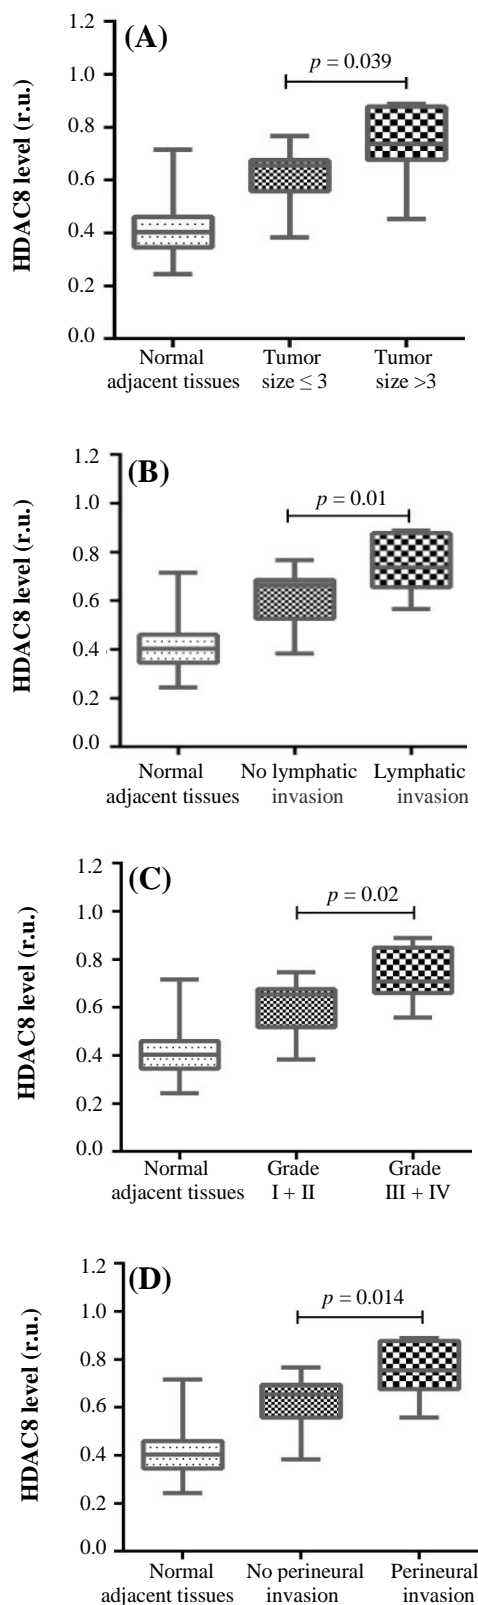 (A)
HDAC8 level (r.u.)
1.2
1.0
0.8
0.6
0.4
0.2
0.0
p = 0.039
Normal
adjacent tissues
Tumor
size ≤ 3
Tumor
size >3
(B)
HDAC8 level (r.u.)
1.2
1.0
0.8
0.6
0.4
0.2
0.0
p = 0.01
Normal
adjacent tissues
No lymphatic
invasion
Lymphatic
invasion
(C)
HDAC8 level (r.u.)
1.2
1.0
0.8
0.6
0.4
0.2
0.0
p = 0.02
Normal
adjacent tissues
Grade
I + II
Grade
III + IV
(D)
HDAC8 level (r.u.)
1.2
1.0
0.8
0.6
0.4
0.2
0.0
p = 0.014
Normal
adjacent tissues
No perineural
invasion
Perineural
invasion